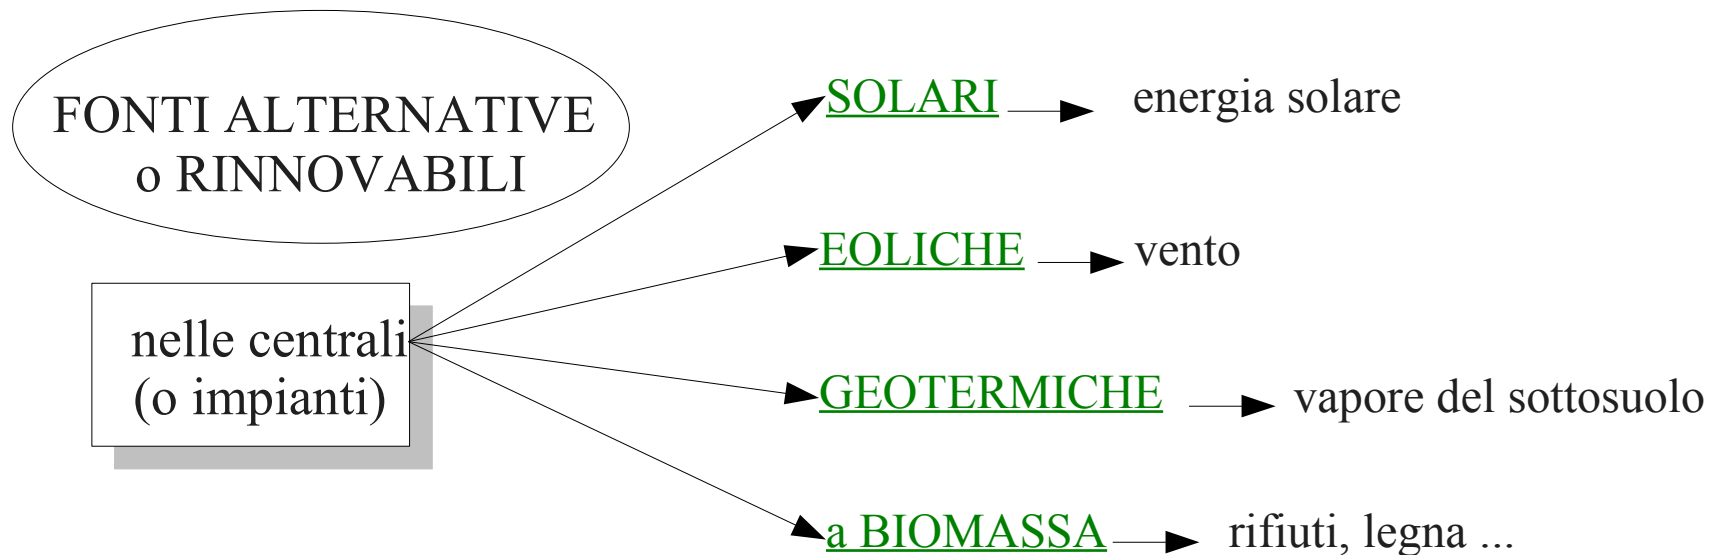 FONTI ALTERNATIVE
o RINNOVABILI
nelle centrali
(o impianti)
SOLARI energia solare
EOLICHE vento
GEOTERMICHE vapore del sottosuolo
a BIOMASSA rifiuti, legna ...